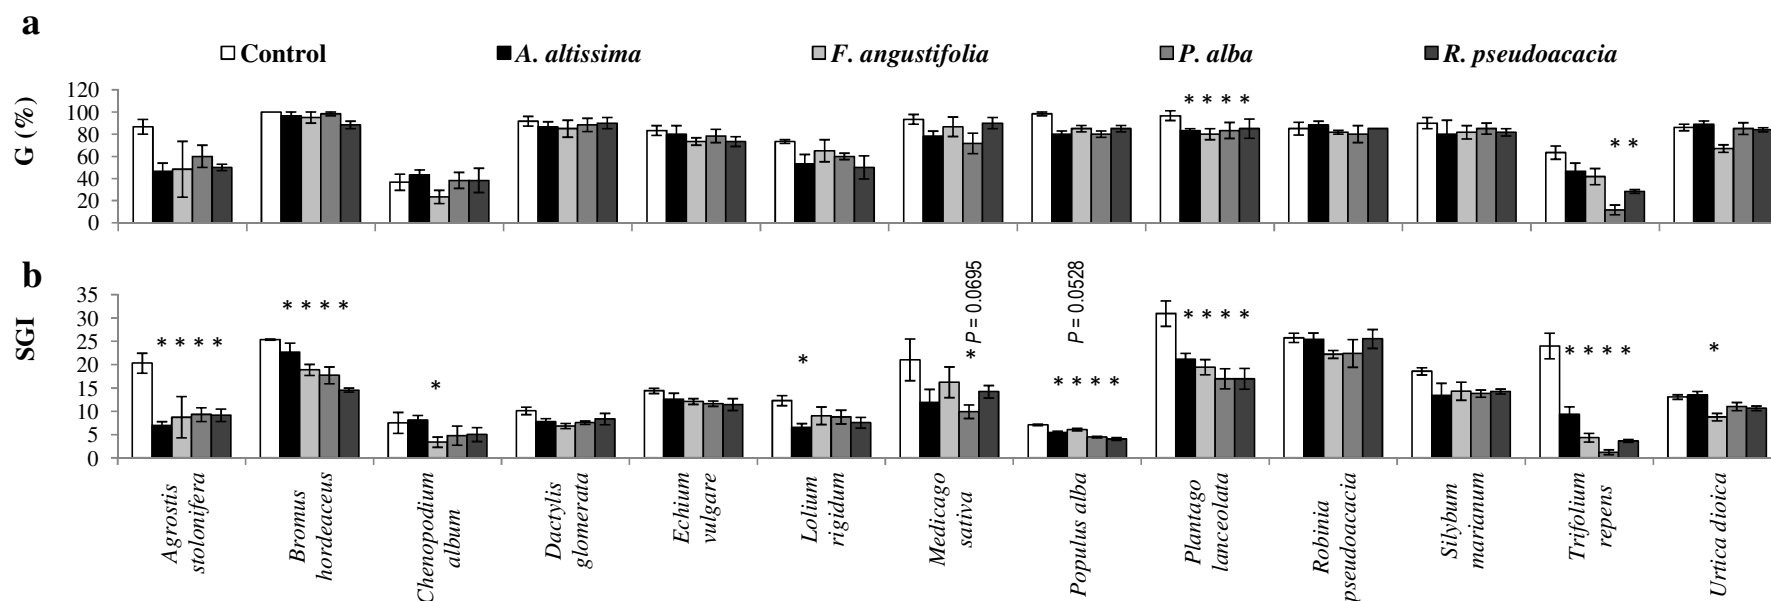 a
Control A. altissima F. angustifolia P. alba R. pseudoacacia
G (%)
120
100
80
60
40
20
0
* * * *
* *
b
SGI
35
30
25
20
15
10
5
0
* * * *
* * * *
*
*
*
P = 0.0695
* * * *
P = 0.0528
* * * *
* * * *
*
Agrostis
stolonifera
Bromus
hordeaceus
Chenopodium
album
Dactylis
glomerata
Echium
vulgare
Lolium
rigidum
Medicago
sativa
Populus alba
Plantago
lanceolata
Robinia
pseudoacacia
Silybum
marianum
Trifolium
repens
Urtica dioica